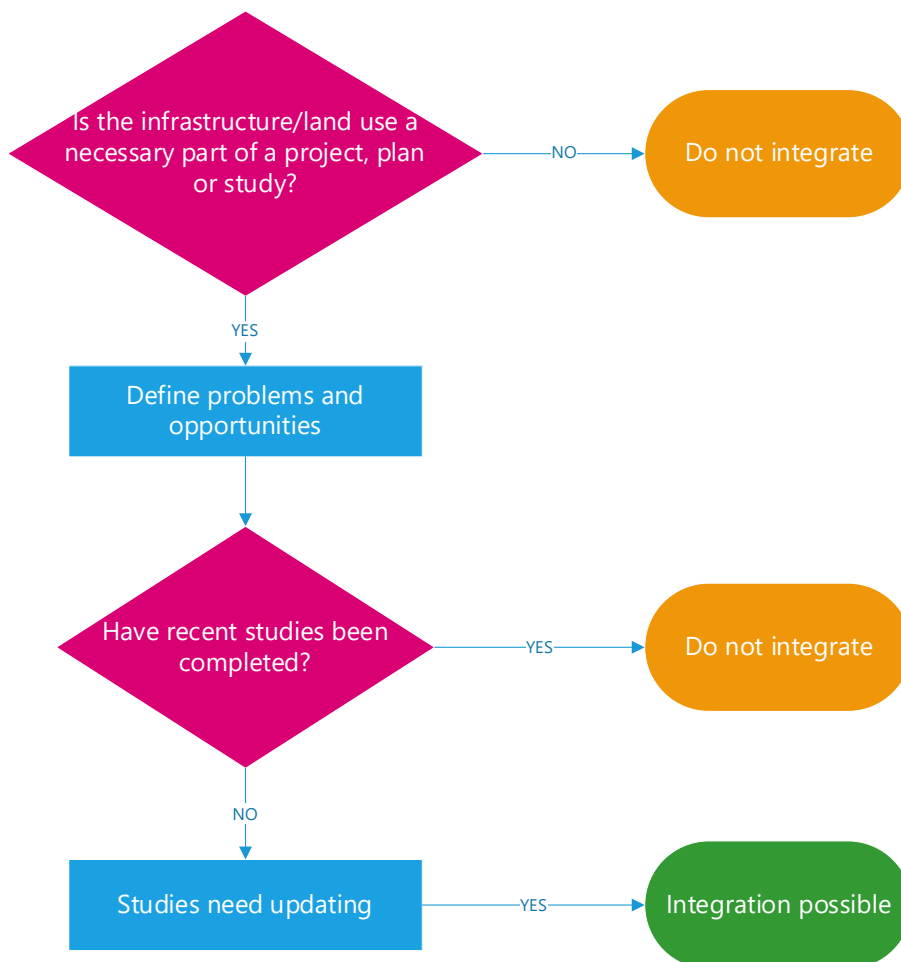 Is the infrastructure/land use a
necessary part of a project, plan
or study?
NO
Do not integrate
YES
Define problems and
opportunities
Have recent studies been
completed?
YES
Do not integrate
NO
Studies need updating
YES
Integration possible